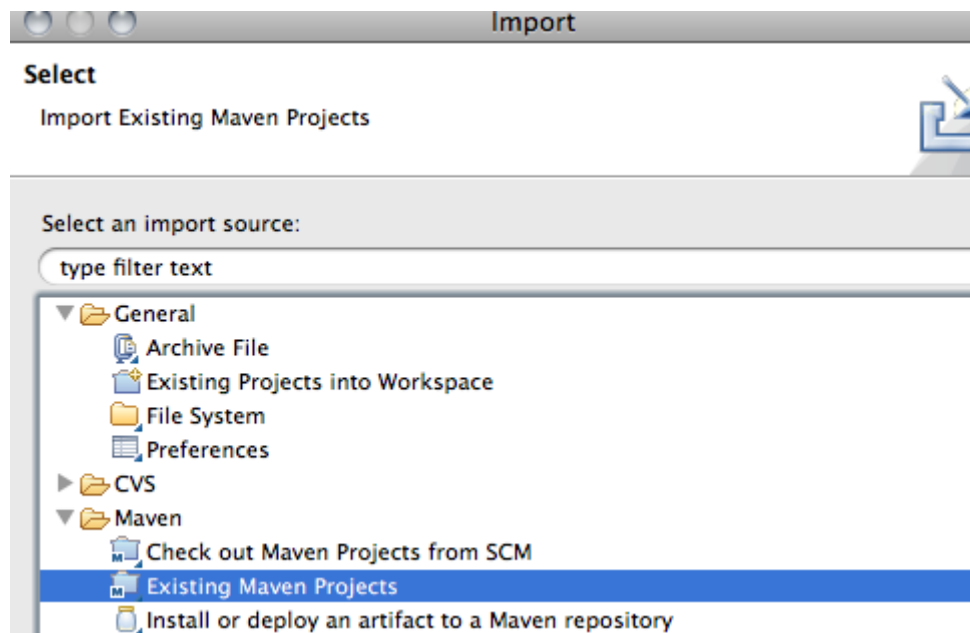 Import
Select
Import Existing Maven Projects
Select an import source:
type filter text
General
Archive File
Existing Projects into Workspace
File System
Preferences
CVS
Maven
Check out Maven Projects from SCM
Existing Maven Projects
Install or deploy an artifact to a Maven repository